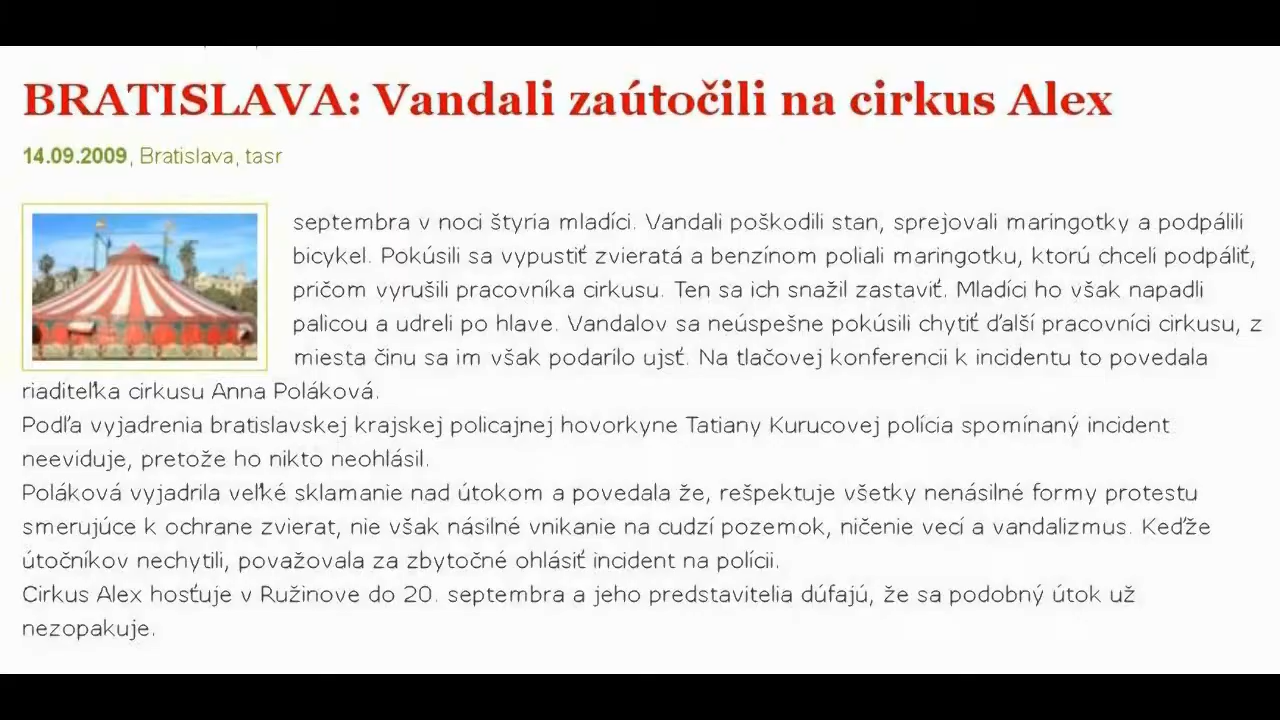 BRATISLAVA: Vandali zaútočili na cirkus Alex
14.09.2009, Bratislava, tasr
septembra v noci štyria mladíci. Vandali poškodili stan, sprejovali maringotky a podpálili
bicykel. Pokúsili sa vypustiť zvieratá a benzínom poliali maringotku, ktorú chceli podpáliť,
pričom vyrušili pracovníka cirkusu. Ten sa ich snažil zastaviť. Mladíci ho však napadli
palicou a udreli po hlave. Vandalov sa neúspešne pokúsili chytiť ďalší pracovníci cirkusu, z
miesta činu sa im však podarilo ujsť. Na tlačovej konferencii k incidentu to povedala
riaditeľka cirkusu Anna Poláková.
Podľa vyjadrenia bratislavskej krajskej policajnej hovorkyne Tatiany Kurucovej polícia spomínaný incident
neeviduje, pretože ho nikto neohlásil.
Poláková vyjadrila veľké sklamanie nad útokom a povedala že, rešpektuje všetky nenásilné formy protestu
smerujúce k ochrane zvierat, nie však násilné vnikanie na cudzí pozemok, ničenie vecí a vandalizmus. Keďže
útočníkov nechytili, považovala za zbytočné ohlásiť incident na polícii.
Cirkus Alex hosťuje v Ružinove do 20. septembra a jeho predstavitelia dúfajú, že sa podobný útok už
nezopakuje.